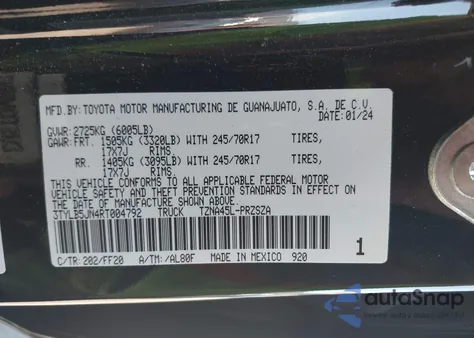 MFD.BY:TOYOTA MOTOR MANUFACTURING DE GUANAJUATO, S.A. DE C.V.
DATE: 01/24
GVWR: 2725KG (6005LB)
GAWR:FRT. 1505KG (3320LB) WITH 245/70R17 TIRES,
17X7J RIMS
RR. 1405KG (3095LB) WITH 245/70R17 TIRES,
17X7J RIMS
THIS VEHICLE CONFORMS TO ALL APPLICABLE FEDERAL MOTOR
VEHICLE SAFETY AND THEFT PREVENTION STANDARDS IN EFFECT ON
THE DATE OF MANUFACTURE SHOWN ABOVE.
3TYLB5JN4RT004792 TRUCK TZNA45L-PRZSZA
1
C/TR:202/FF20 A/TM:/AL80F MADE IN MEXICO 920
autoSnap